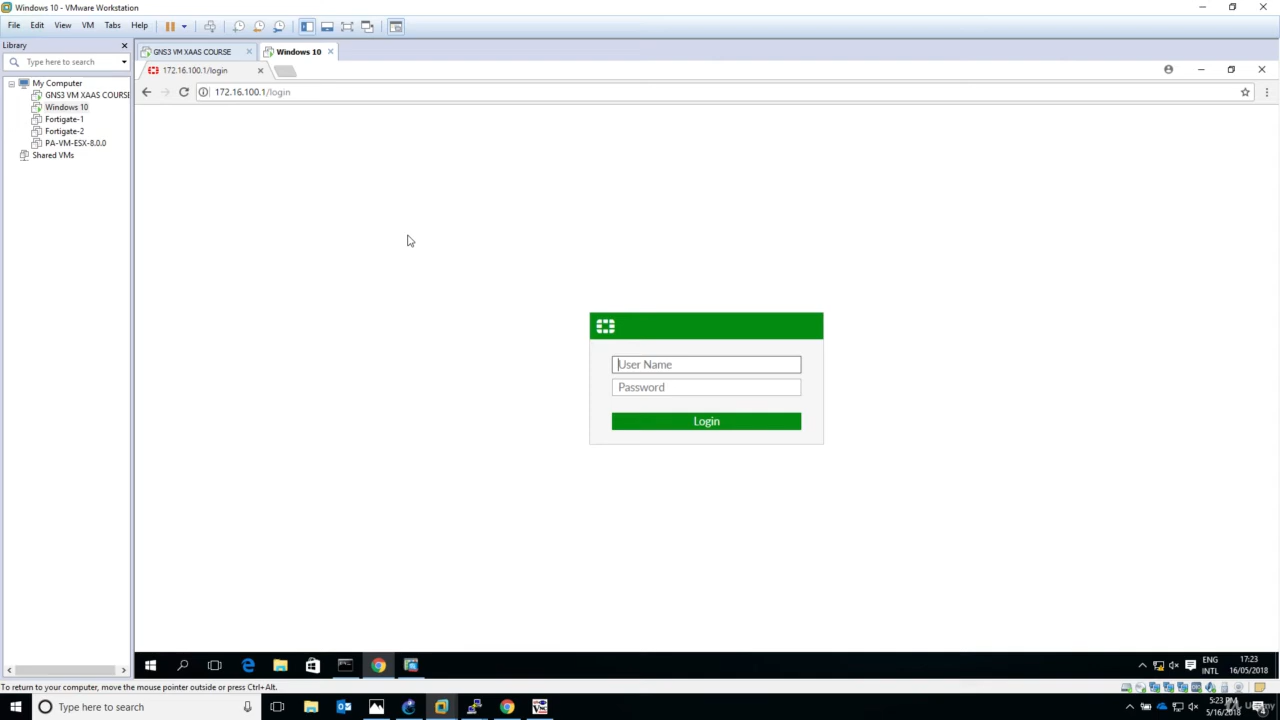 Windows 10 - VMware Workstation
File Edit View VM Tabs Help
Library
Type here to search
My Computer
GNS3 VM XAAS COURSE
Windows 10
Fortigate-1
Fortigate-2
PA-VM-ESX-8.0.0
Shared VMs
GNS3 VM XAAS COURSE
Windows 10
172.16.100.1/login
172.16.100.1/login
User Name
Password
Login
ENG
INTL
17:23
16/05/2018
To return to your computer, move the mouse pointer outside or press Ctrl+Alt.
Type here to search
5:23 PM
5/16/2018
Udemy